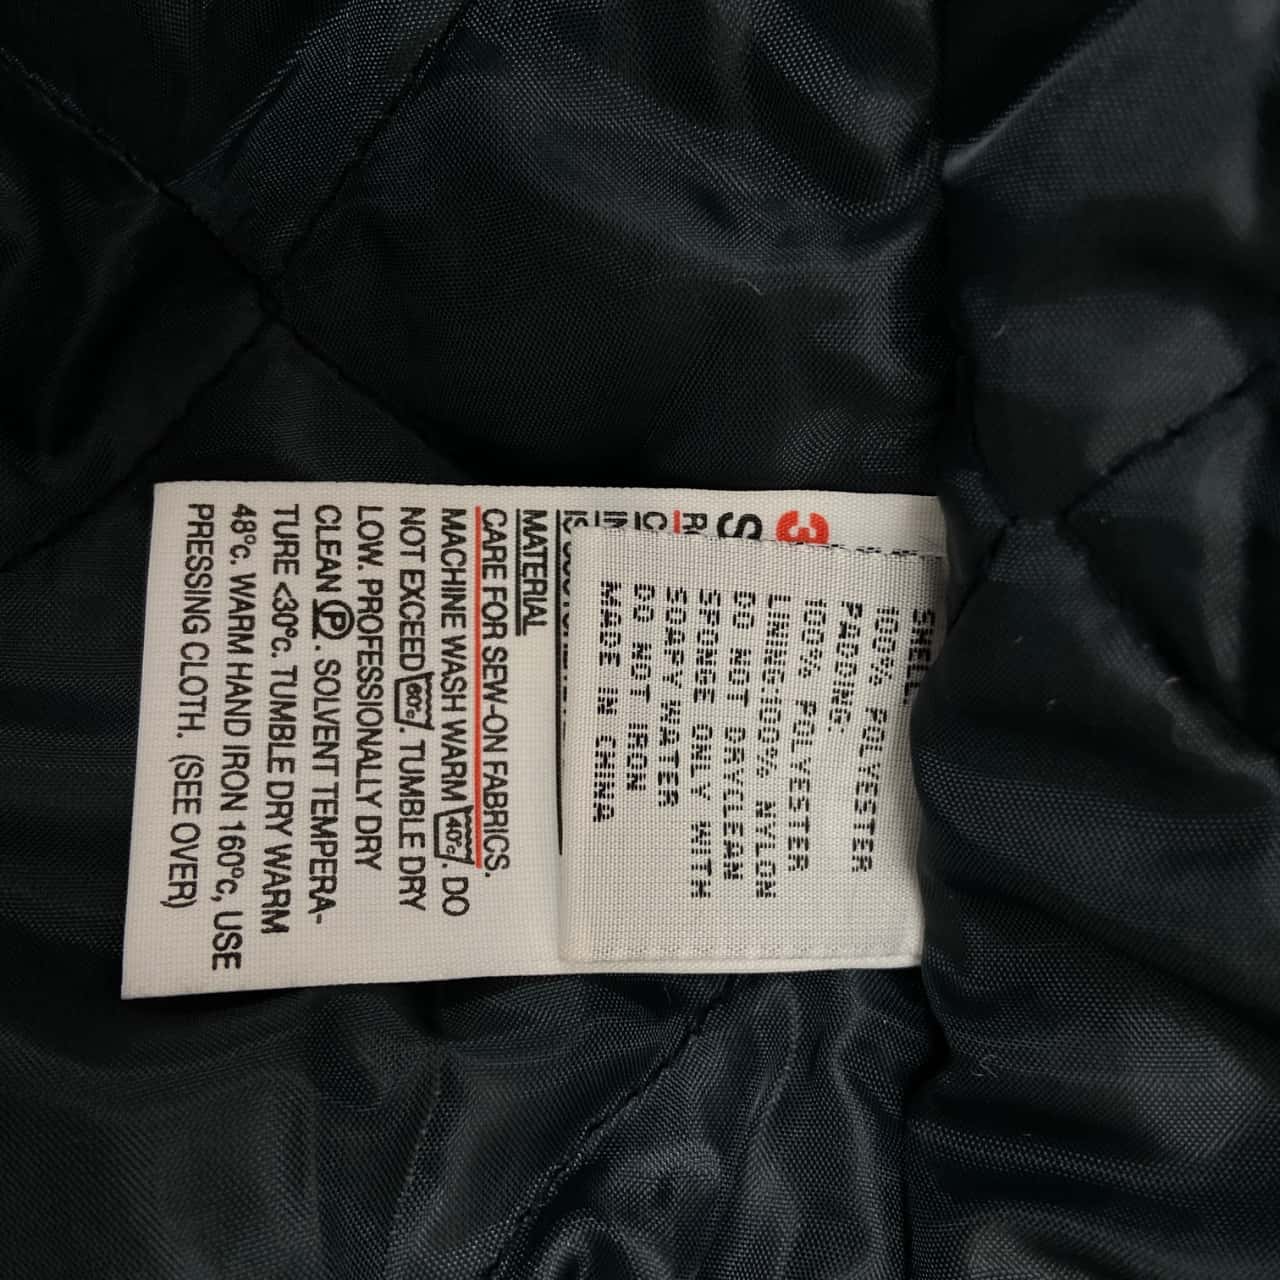 SHELL
100% POLYESTER
PADDING:
100% POLYESTER
LINING:100% NYLON
DO NOT DRYCLEAN
SPONGE ONLY WITH
SOAPY WATER
DO NOT IRON
MADE IN CHINA
3
MATERIAL
CARE FOR SEW-ON FABRICS.
MACHINE WASH WARM 40°c. DO
NOT EXCEED 60°c. TUMBLE DRY
LOW. PROFESSIONALLY DRY
CLEAN P. SOLVENT TEMPERA-
TURE <30°c. TUMBLE DRY WARM
48°c. WARM HAND IRON 160°c, USE
PRESSING CLOTH. (SEE OVER)